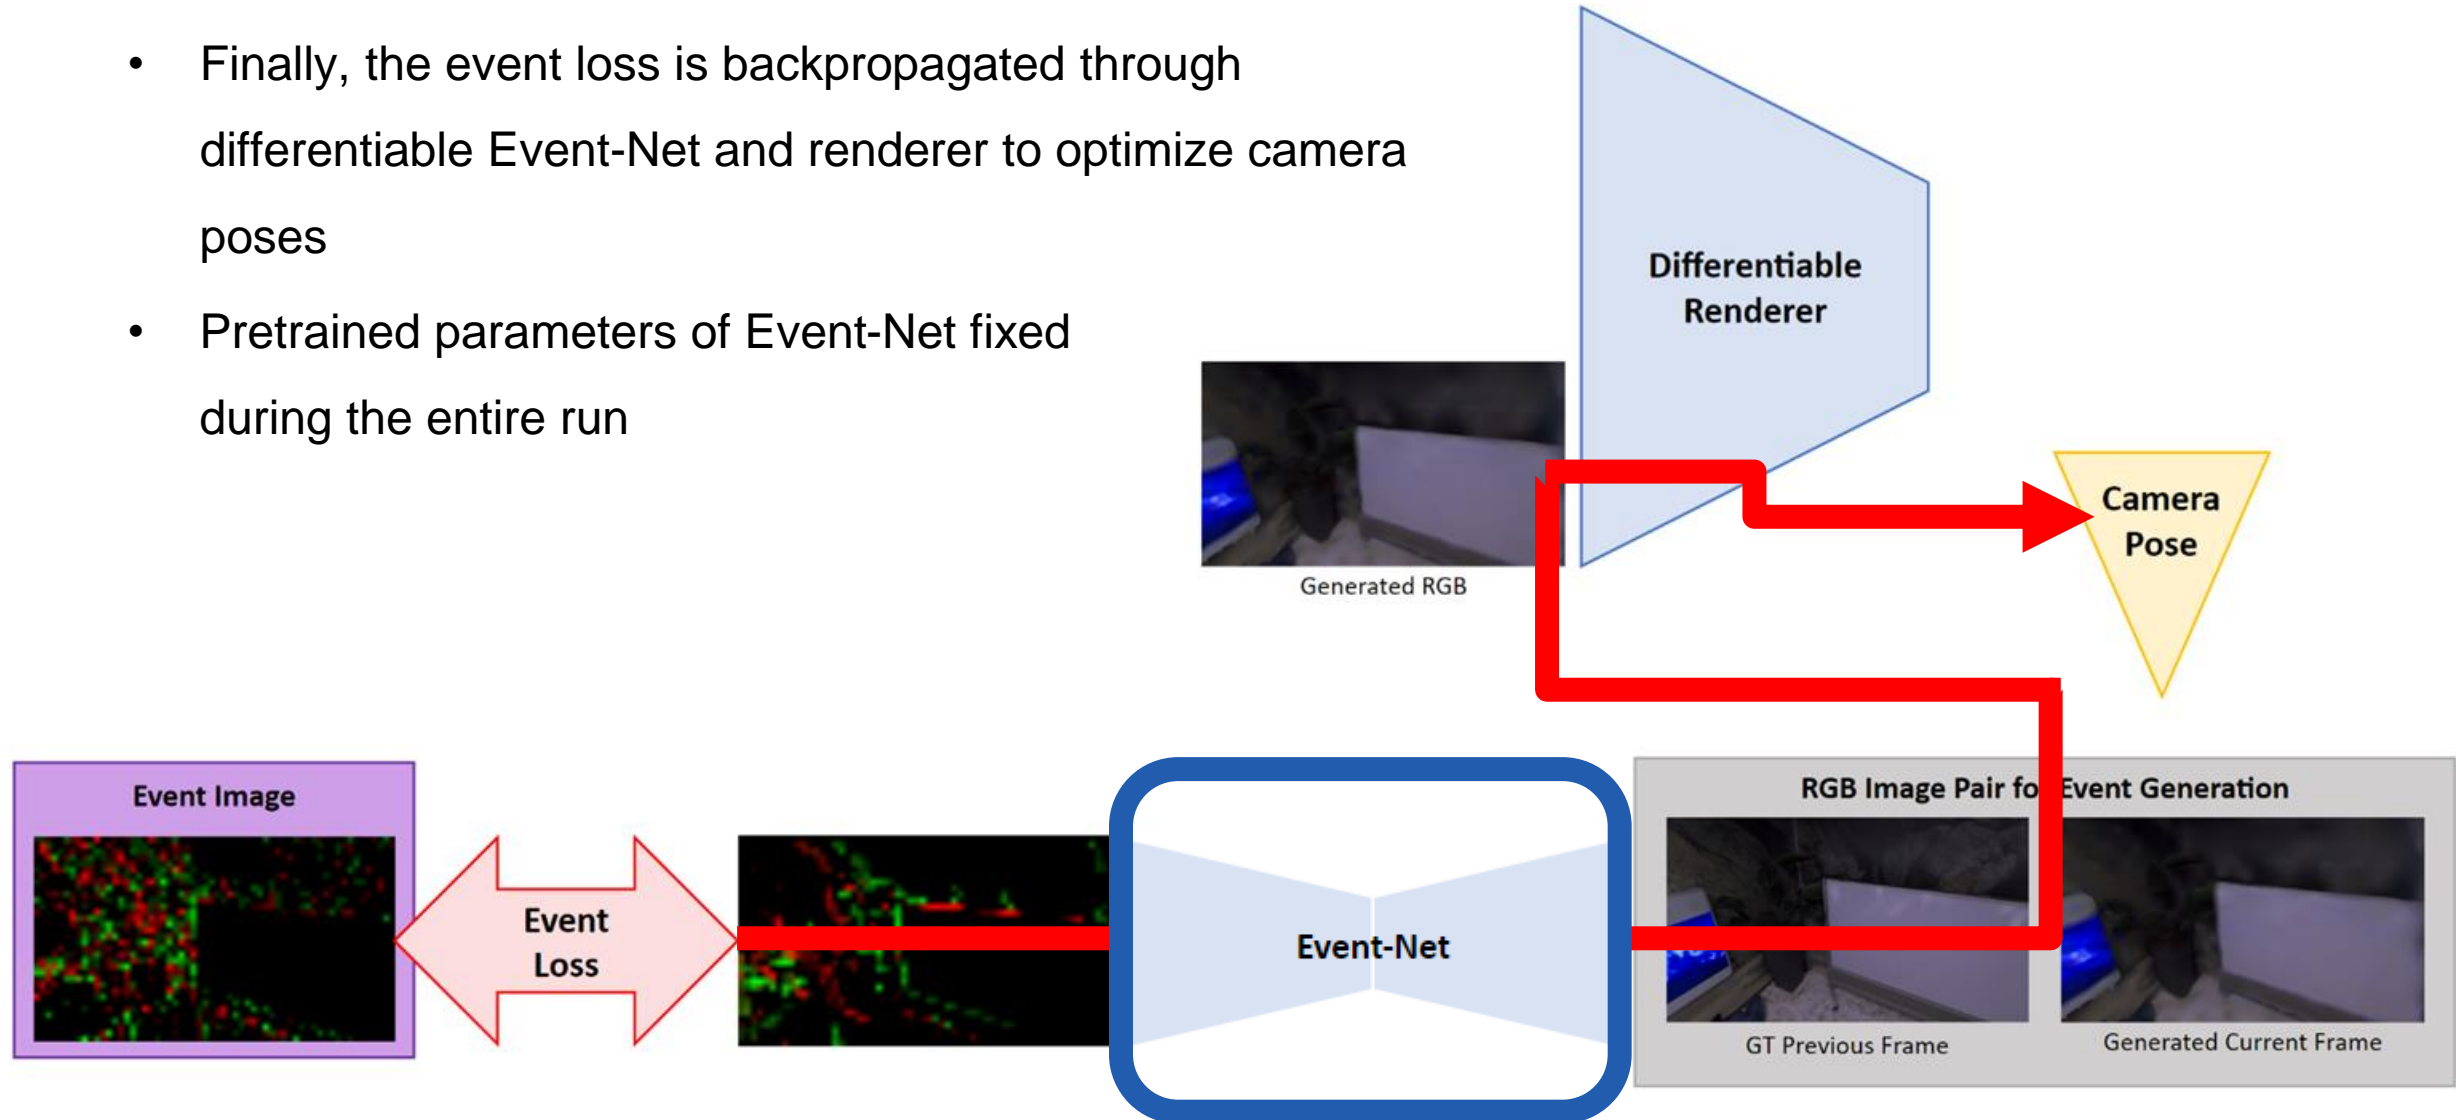 • Finally, the event loss is backpropagated through
differentiable Event-Net and renderer to optimize camera
poses
• Pretrained parameters of Event-Net fixed
during the entire run
Differentiable
Renderer
Generated RGB
Camera
Pose
Event Image
Event
Loss
Event-Net
RGB Image Pair fo Event Generation
GT Previous Frame
Generated Current Frame